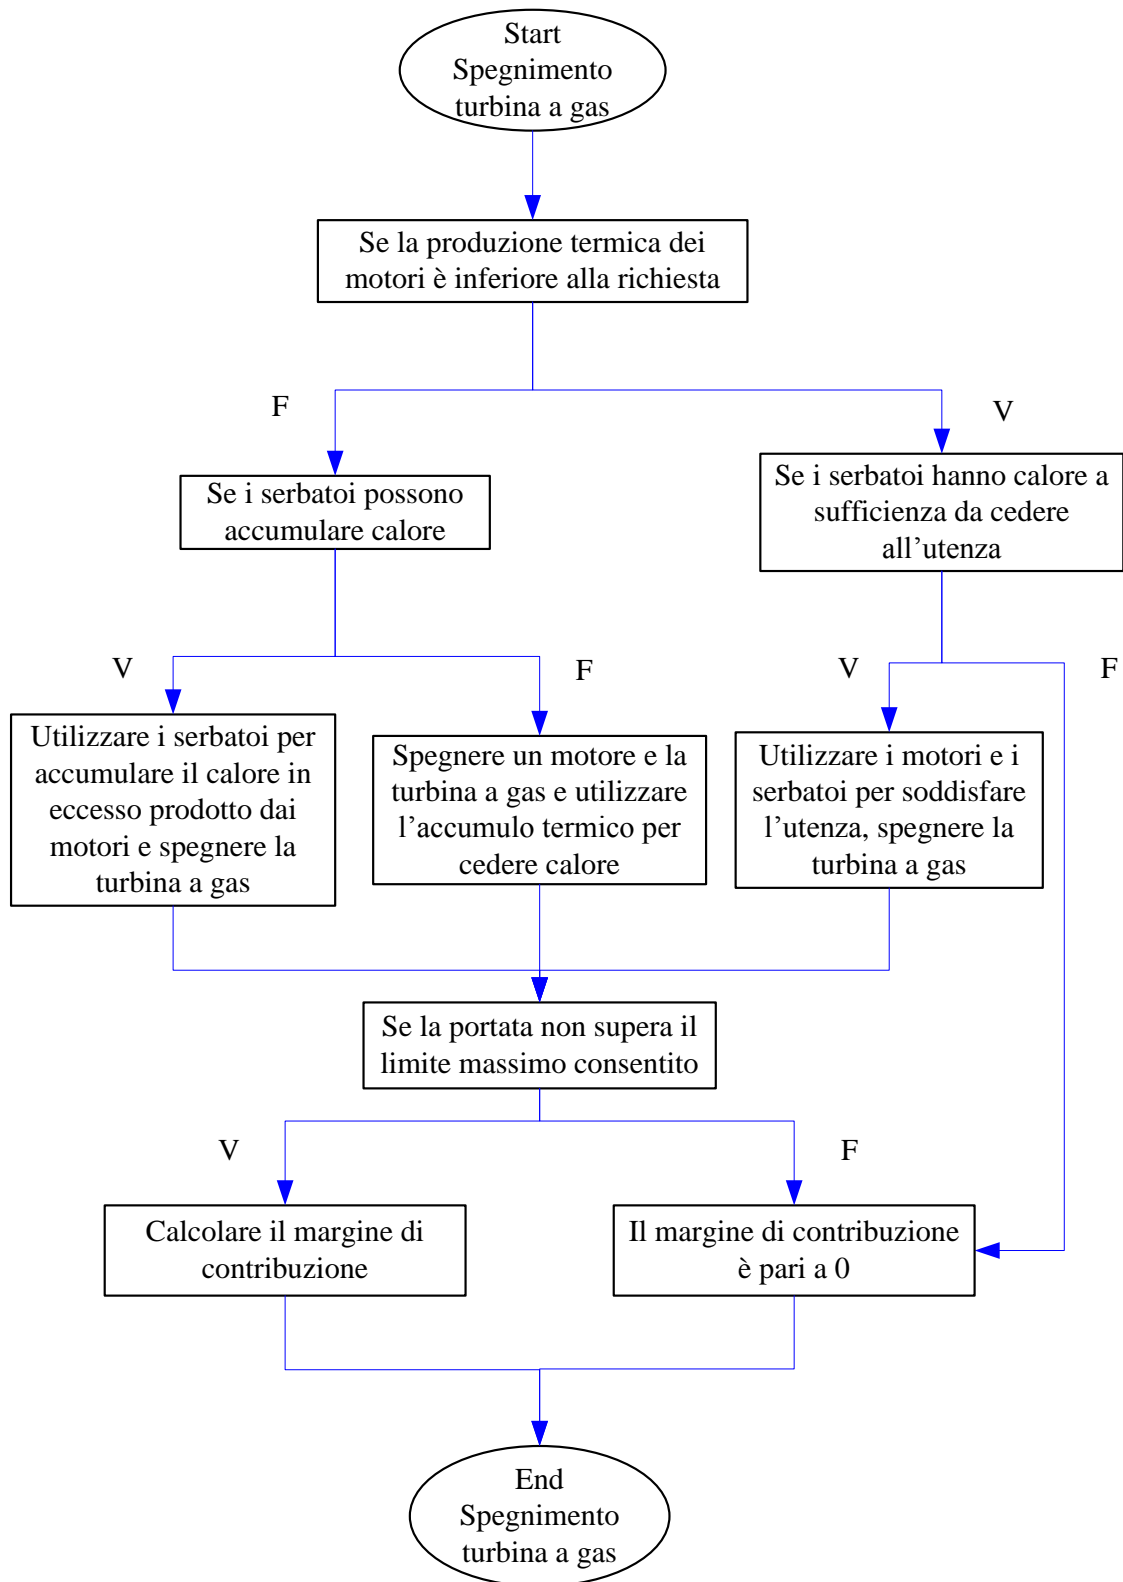 Start
Spegnimento
turbina a gas
Se la produzione termica dei
motori è inferiore alla richiesta
F
V
Se i serbatoi possono
accumulare calore
Se i serbatoi hanno calore a
sufficienza da cedere
all’utenza
V
F
V
F
Utilizzare i serbatoi per
accumulare il calore in
eccesso prodotto dai
motori e spegnere la
turbina a gas
Spegnere un motore e la
turbina a gas e utilizzare
l’accumulo termico per
cedere calore
Utilizzare i motori e i
serbatoi per soddisfare
l’utenza, spegnere la
turbina a gas
Se la portata non supera il
limite massimo consentito
V
F
Calcolare il margine di
contribuzione
Il margine di contribuzione
è pari a 0
End
Spegnimento
turbina a gas